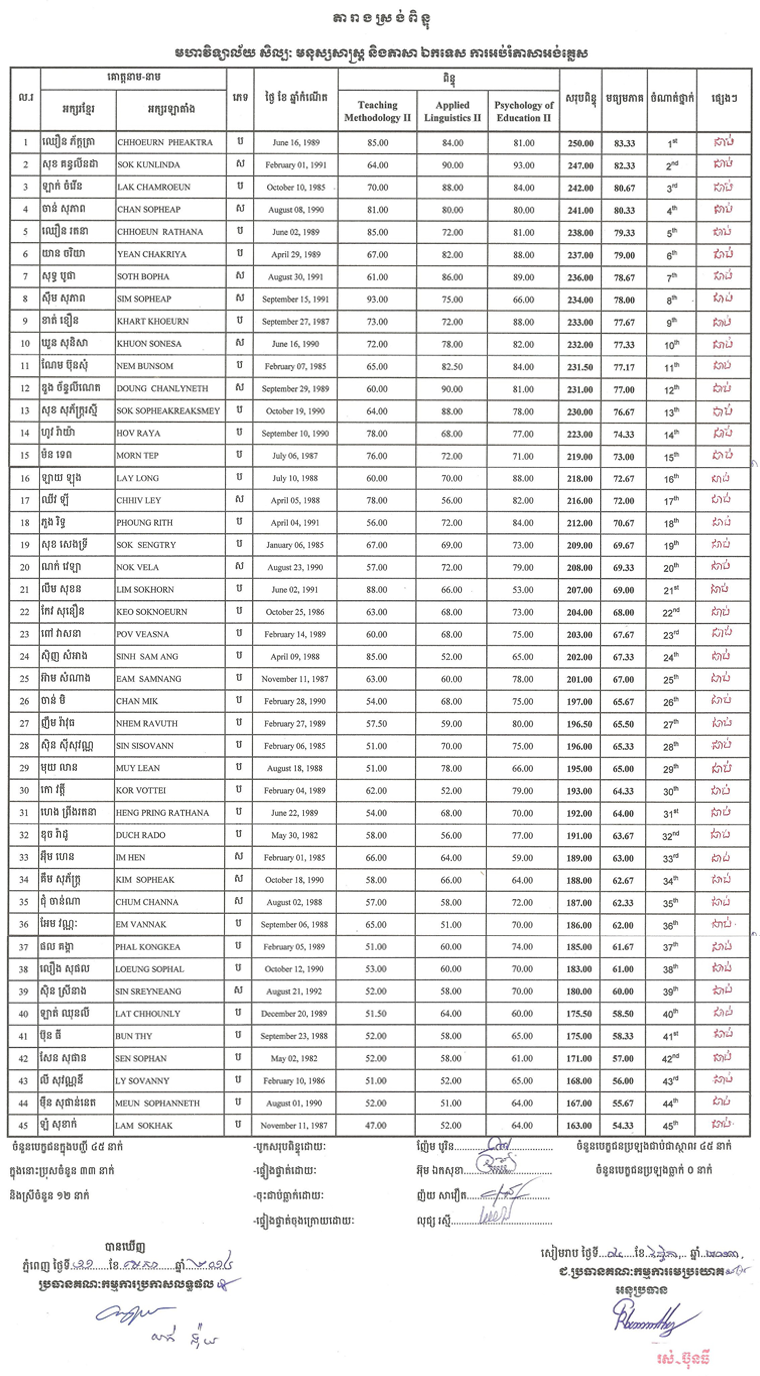 តារាងស្រង់ពិន្ទុ
មហាវិទ្យាល័យ សិល្បៈ មនុស្សសាស្ត្រ និងភាសា ឯកទេស ការអប់រំភាសាអង់គ្លេស
ល.រ គោត្តនាម-នាម ភេទ ថ្ងៃ ខែ ឆ្នាំកំណើត ពិន្ទុ សរុបពិន្ទុ មធ្យមភាគ ចំណាត់ថ្នាក់ ផ្សេងៗ
អក្សរខ្មែរ អក្សរឡាតាំង Teaching Methodology II Applied Linguistics II Psychology of Education II
1 ឈឿន ភ័ក្ត្រា CHHOEURN PHEAKTRA ប June 16, 1989 85.00 84.00 81.00 250.00 83.33 1st ជាប់
2 សុខ គន្ធលីនដា SOK KUNLINDA ស February 01, 1991 64.00 90.00 93.00 247.00 82.33 2nd ជាប់
3 ឡាក់ ចំរើន LAK CHAMROEUN ប October 10, 1985 70.00 88.00 84.00 242.00 80.67 3rd ជាប់
4 ចាន់ សុភាព CHAN SOPHEAP ស August 08, 1990 81.00 80.00 80.00 241.00 80.33 4th ជាប់
5 ឈឿន រតនា CHHOEUN RATHANA ប June 02, 1989 85.00 72.00 81.00 238.00 79.33 5th ជាប់
6 យាន ចរិយា YEAN CHAKRIYA ប April 29, 1989 67.00 82.00 88.00 237.00 79.00 6th ជាប់
7 សុទ្ធ បូផា SOTH BOPHA ស August 30, 1991 61.00 86.00 89.00 236.00 78.67 7th ជាប់
8 ស៊ឹម សុភាព SIM SOPHEAP ស September 15, 1991 93.00 75.00 66.00 234.00 78.00 8th ជាប់
9 ខាត់ ខឿន KHART KHOEURN ប September 27, 1987 73.00 72.00 88.00 233.00 77.67 9th ជាប់
10 ឃួន សុនិសា KHUON SONESA ស June 16, 1990 72.00 78.00 82.00 232.00 77.33 10th ជាប់
11 ណែម ប៊ុនសុំ NEM BUNSOM ប February 07, 1985 65.00 82.50 84.00 231.50 77.17 11th ជាប់
12 ឌួង ច័ន្ទលីណេត DOUNG CHANLYNETH ស September 29, 1989 60.00 90.00 81.00 231.00 77.00 12th ជាប់
13 សុខ សុភ័ក្ត្ររស្មី SOK SOPHEAKREAKSMEY ប October 19, 1990 64.00 88.00 78.00 230.00 76.67 13th ជាប់
14 ហូវ រ៉ាយ៉ា HOV RAYA ប September 10, 1990 78.00 68.00 77.00 223.00 74.33 14th ជាប់
15 ម៉ន ទេព MORN TEP ប July 06, 1987 76.00 72.00 71.00 219.00 73.00 15th ជាប់
16 ឡាយ ឡុង LAY LONG ប July 10, 1988 60.00 70.00 88.00 218.00 72.67 16th ជាប់
17 ឈីវ ឡី CHHIV LEY ស April 05, 1988 78.00 56.00 82.00 216.00 72.00 17th ជាប់
18 ភួង រិទ្ធ PHOUNG RITH ប April 04, 1991 56.00 72.00 84.00 212.00 70.67 18th ជាប់
19 សុខ សេងទ្រី SOK SENGTRY ប January 06, 1985 67.00 69.00 73.00 209.00 69.67 19th ជាប់
20 ណក់ វេឡា NOK VELA ស August 23, 1990 57.00 72.00 79.00 208.00 69.33 20th ជាប់
21 លឹម សុខន LIM SOKHORN ប June 02, 1991 88.00 66.00 53.00 207.00 69.00 21st ជាប់
22 កែវ សុនឿន KEO SOKNOEURN ប October 25, 1986 63.00 68.00 73.00 204.00 68.00 22nd ជាប់
23 ពៅ វាសនា POV VEASNA ប February 14, 1989 60.00 68.00 75.00 203.00 67.67 23rd ជាប់
24 ស៊ិញ សំអាង SINH SAM ANG ប April 09, 1988 85.00 52.00 65.00 202.00 67.33 24th ជាប់
25 អ៊ាម សំណាង EAM SAMNANG ប November 11, 1987 63.00 60.00 78.00 201.00 67.00 25th ជាប់
26 ចាន់ មិ CHAN MIK ប February 28, 1990 54.00 68.00 75.00 197.00 65.67 26th ជាប់
27 ញឹម រ៉ាវុធ NHEM RAVUTH ប February 27, 1989 57.50 59.00 80.00 196.50 65.50 27th ជាប់
28 ស៊ិន ស៊ីសុវណ្ណ SIN SISOVANN ប February 06, 1985 51.00 70.00 75.00 196.00 65.33 28th ជាប់
29 មុយ លាន MUY LEAN ប August 18, 1988 51.00 78.00 66.00 195.00 65.00 29th ជាប់
30 កោ វត្តី KOR VOTTEI ប February 04, 1989 62.00 52.00 79.00 193.00 64.33 30th ជាប់
31 ហេង ព្រីងរតនា HENG PRING RATHANA ប June 22, 1989 54.00 68.00 70.00 192.00 64.00 31st ជាប់
32 ឌុច រ៉ាដូ DUCH RADO ប May 30, 1982 58.00 56.00 77.00 191.00 63.67 32nd ជាប់
33 អ៊ឹម ហេន IM HEN ស February 01, 1985 66.00 64.00 59.00 189.00 63.00 33rd ជាប់
34 គឹម សុភ័ក្ត្រ KIM SOPHEAK ស October 18, 1990 58.00 66.00 64.00 188.00 62.67 34th ជាប់
35 ជុំ ចាន់ណា CHUM CHANNA ស August 02, 1988 57.00 58.00 72.00 187.00 62.33 35th ជាប់
36 អែម វណ្ណៈ EM VANNAK ប September 06, 1988 65.00 51.00 70.00 186.00 62.00 36th ជាប់
37 ផល គង្គា PHAL KONGKEA ប February 05, 1989 51.00 60.00 74.00 185.00 61.67 37th ជាប់
38 លឿង សុផល LOEUNG SOPHAL ប October 12, 1990 53.00 60.00 70.00 183.00 61.00 38th ជាប់
39 ស៊ិន ស្រីនាង SIN SREYNEANG ស August 21, 1992 52.00 58.00 70.00 180.00 60.00 39th ជាប់
40 ឡាត់ ឈុនលី LAT CHHOUNLY ប December 20, 1989 51.50 64.00 60.00 175.50 58.50 40th ជាប់
41 ប៊ុន ធី BUN THY ប September 23, 1988 52.00 58.00 65.00 175.00 58.33 41st ជាប់
42 សែន សុផាន SEN SOPHAN ប May 02, 1982 52.00 58.00 61.00 171.00 57.00 42nd ជាប់
43 លី សុវណ្ណនី LY SOVANNY ប February 10, 1986 51.00 52.00 65.00 168.00 56.00 43rd ជាប់
44 ម៉ឺន សុផាន់នេត MEUN SOPHANNETH ប August 01, 1990 52.00 51.00 64.00 167.00 55.67 44th ជាប់
45 ឡំ សុខាក់ LAM SOKHAK ប November 11, 1987 47.00 52.00 64.00 163.00 54.33 45th ជាប់
ចំនួនបេក្ខជនក្នុងបញ្ជី ៤៥ នាក់ -បូកសរុបពិន្ទុដោយៈ ញ៉ែម បូរិន ចំនួនបេក្ខជនប្រឡងជាប់ជាស្ថាពរ ៤៥ នាក់
ក្នុងនោះប្រុសចំនួន ៣៣ នាក់ -ផ្ទៀងផ្ទាត់ដោយៈ អ៊ុម ឯកសុខា ចំនួនបេក្ខជនប្រឡងធ្លាក់ ០ នាក់
និងស្រីចំនួន ១២ នាក់ -ចុះជាប់ធ្លាក់ដោយៈ ញ៉យ សាវឿត
-ផ្ទៀងផ្ទាត់ចុងក្រោយដោយៈ លុជ្យ រស្មី
បានឃើញ
ភ្នំពេញ ថ្ងៃទី ខែ ឆ្នាំ
ប្រធានគណៈកម្មការប្រកាសលទ្ធផល
សៀមរាប ថ្ងៃទី ខែ ឆ្នាំ
ជ.ប្រធានគណៈកម្មការមេប្រយោគ
អនុប្រធាន
រស់ ប៊ុនធី